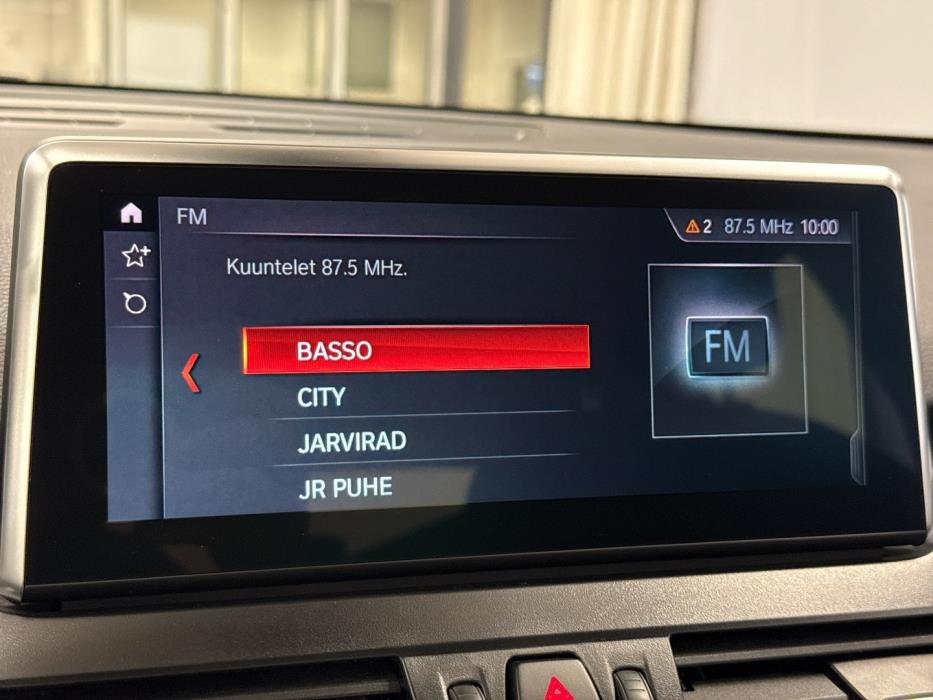 FM
2 87.5 MHz 10:00
Kuuntelet 87.5 MHz.
BASSO
CITY
JARVIRAD
JR PUHE
FM